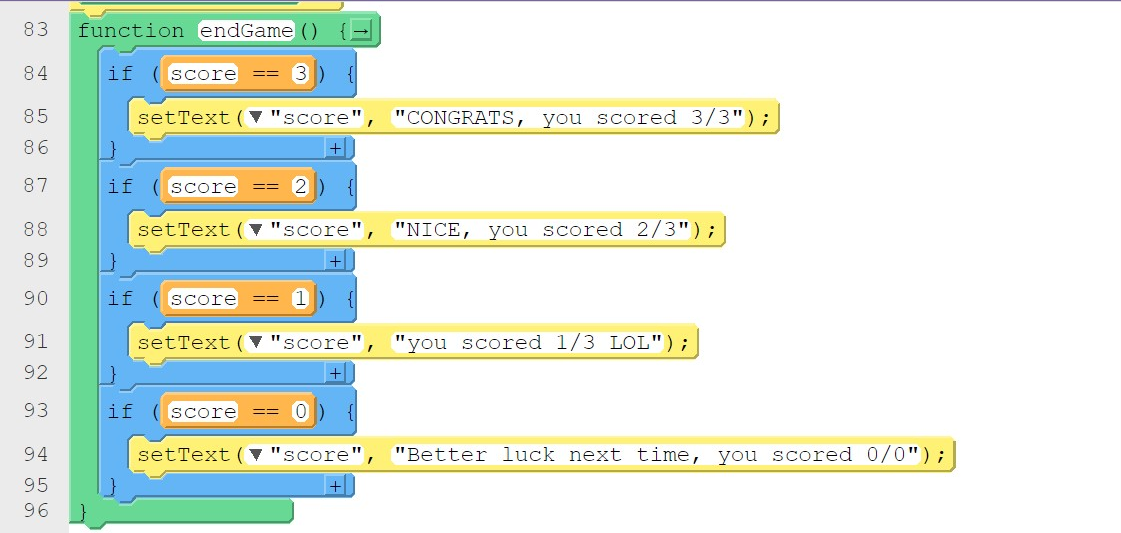 83 function endGame() {→
84 if (score == 3) {
85 setText(▼"score", "CONGRATS, you scored 3/3");
86 } +
87 if (score == 2) {
88 setText(▼"score", "NICE, you scored 2/3");
89 } +
90 if (score == 1) {
91 setText(▼"score", "you scored 1/3 LOL");
92 } +
93 if (score == 0) {
94 setText(▼"score", "Better luck next time, you scored 0/0");
95 } +
96 }